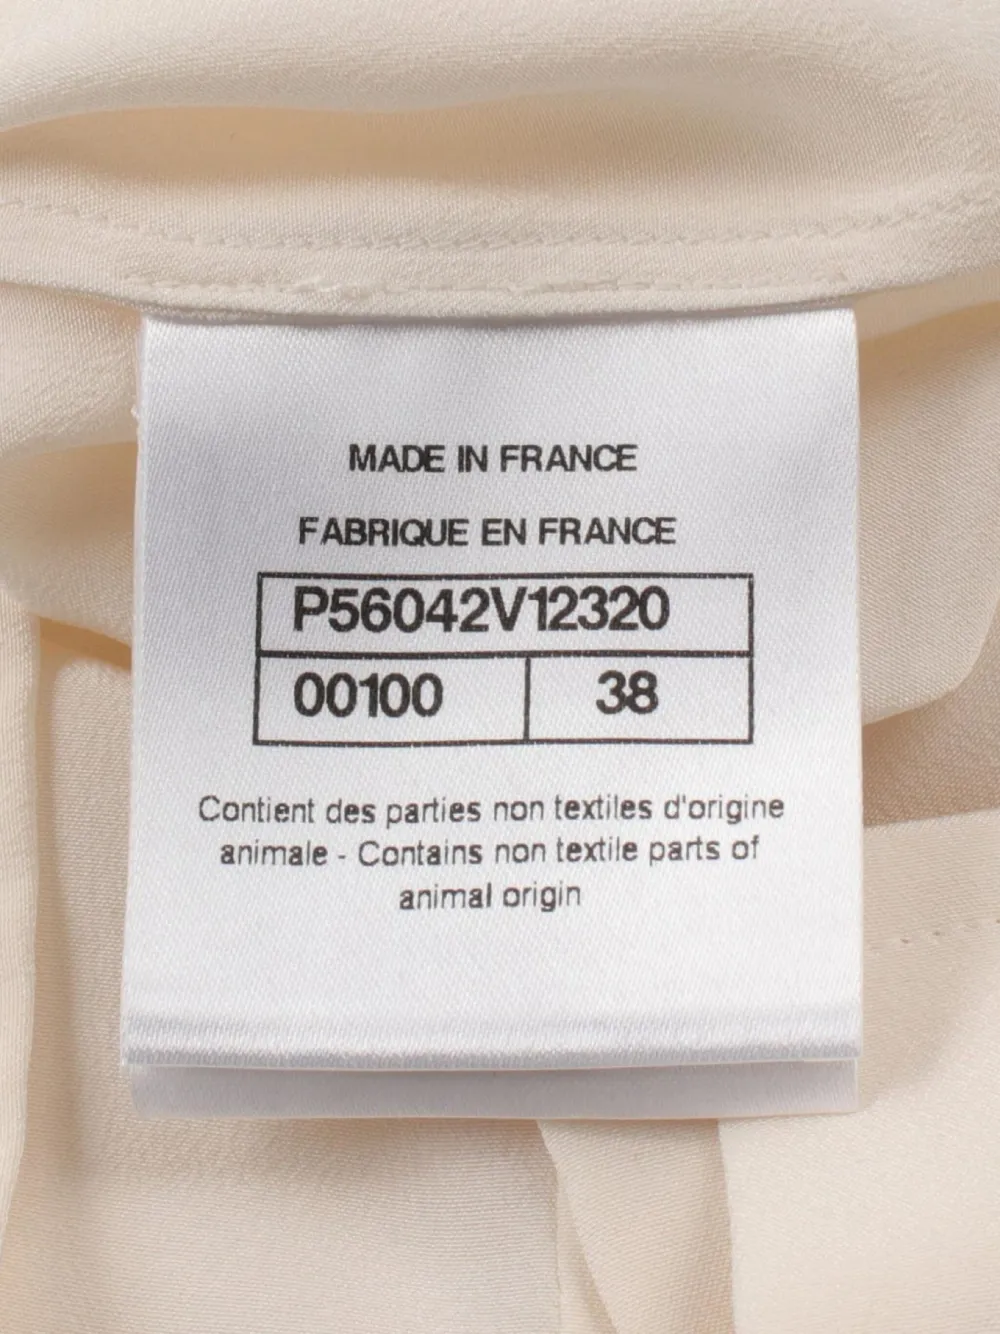 MADE IN FRANCE
FABRIQUE EN FRANCE
P56042V12320
00100 38
Contient des parties non textiles d'origine
animale - Contains non textile parts of
animal origin